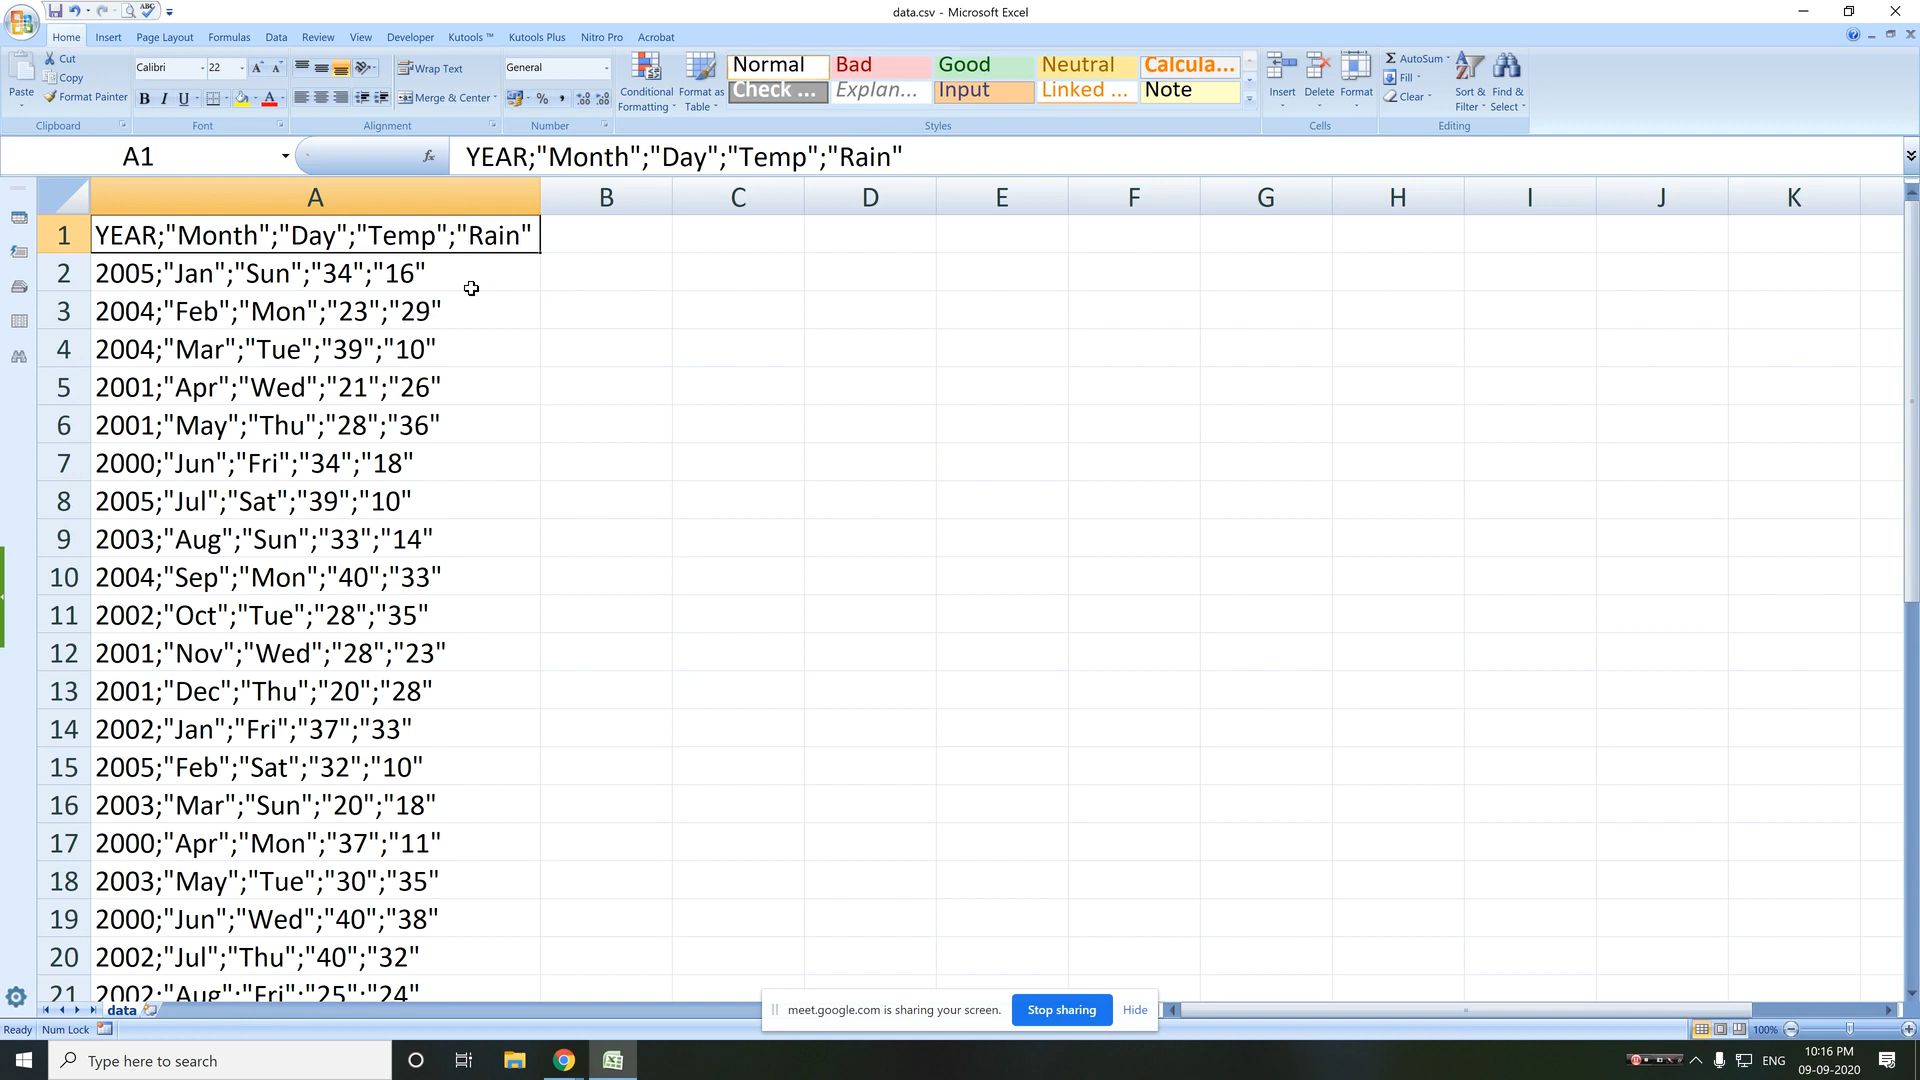 data.csv - Microsoft Excel
Home Insert Page Layout Formulas Data Review View Developer Kutools ™ Kutools Plus Nitro Pro Acrobat
Paste
Cut
Copy
Format Painter
Clipboard
Calibri 22
B I U
Font
Wrap Text
Merge & Center
Alignment
General
%
Number
Conditional Formatting
Format as Table
Normal Bad Good Neutral Calcula...
Check ... Explan... Input Linked ... Note
Styles
Insert Delete Format
Cells
AutoSum
Fill
Clear
Sort & Filter
Find & Select
Editing
A1 fx YEAR;"Month";"Day";"Temp";"Rain"
A B C D E F G H I J K
1 YEAR;"Month";"Day";"Temp";"Rain"
2 2005;"Jan";"Sun";"34";"16"
3 2004;"Feb";"Mon";"23";"29"
4 2004;"Mar";"Tue";"39";"10"
5 2001;"Apr";"Wed";"21";"26"
6 2001;"May";"Thu";"28";"36"
7 2000;"Jun";"Fri";"34";"18"
8 2005;"Jul";"Sat";"39";"10"
9 2003;"Aug";"Sun";"33";"14"
10 2004;"Sep";"Mon";"40";"33"
11 2002;"Oct";"Tue";"28";"35"
12 2001;"Nov";"Wed";"28";"23"
13 2001;"Dec";"Thu";"20";"28"
14 2002;"Jan";"Fri";"37";"33"
15 2005;"Feb";"Sat";"32";"10"
16 2003;"Mar";"Sun";"20";"18"
17 2000;"Apr";"Mon";"37";"11"
18 2003;"May";"Tue";"30";"35"
19 2000;"Jun";"Wed";"40";"38"
20 2002;"Jul";"Thu";"40";"32"
21 2002;"Aug";"Fri";"25";"24"
data
meet.google.com is sharing your screen. Stop sharing Hide
Ready Num Lock 100%
Type here to search
ENG
10:16 PM
09-09-2020